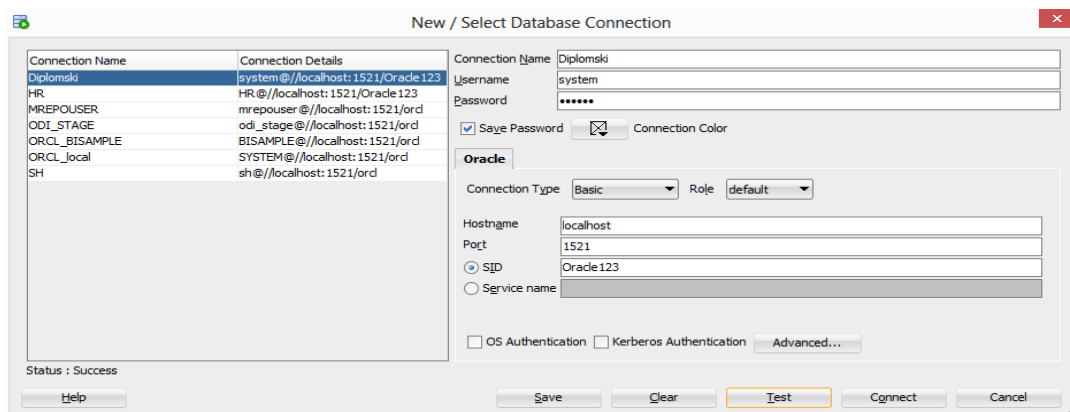 New / Select Database Connection
Connection Name Connection Details
Diplomski system@//localhost:1521/Oracle123
HR HR@//localhost:1521/Oracle123
MREPOUSER mrepouser@//localhost:1521/orcl
ODI_STAGE odi_stage@//localhost:1521/orcl
ORCL_BISAMPLE BISAMPLE@//localhost:1521/orcl
ORCL_local SYSTEM@//localhost:1521/orcl
SH sh@//localhost:1521/orcl
Connection Name Diplomski
Username system
Password ••••••
Save Password Connection Color
Oracle
Connection Type Basic Role default
Hostname localhost
Port 1521
SID Oracle123
Service name
OS Authentication Kerberos Authentication Advanced...
Status : Success
Help Save Clear Test Connect Cancel